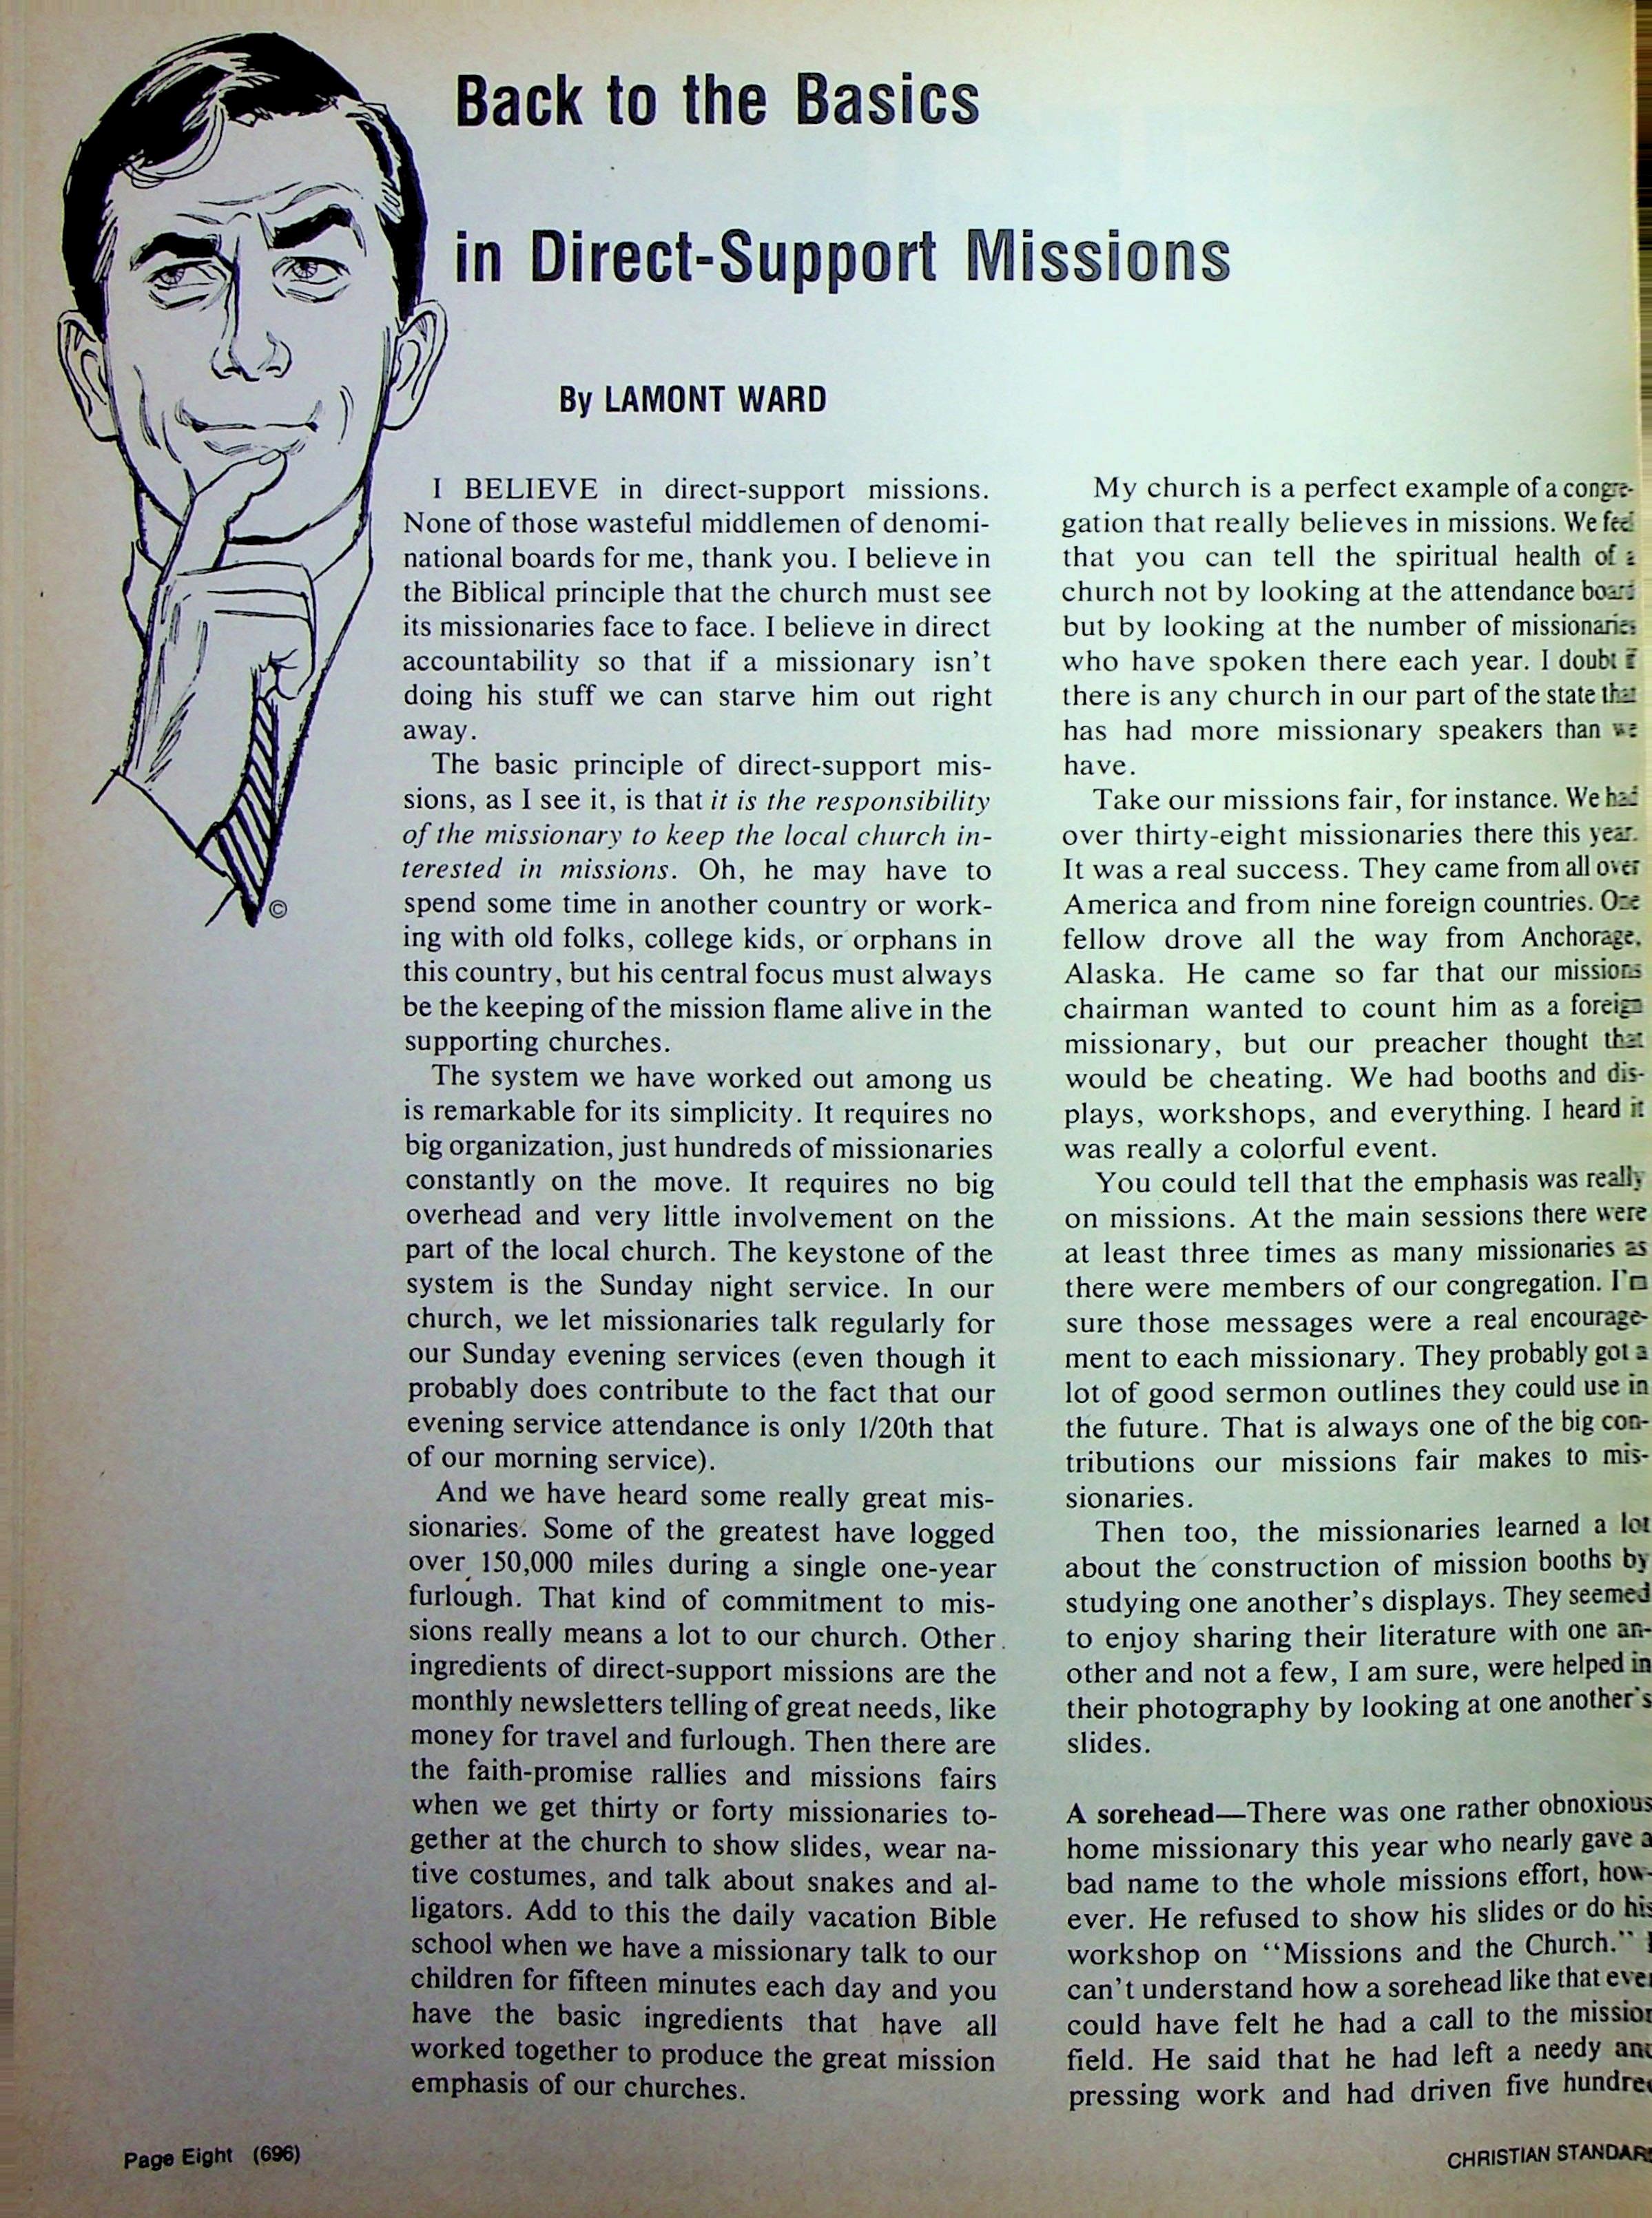 Back to the Basics
in Direct-Support Missions
By LAMONT WARD
I BELIEVE in direct-support missions.
None of those wasteful middlemen of denomi-
national boards for me, thank you. I believe in
the Biblical principle that the church must see
its missionaries face to face. I believe in direct
accountability so that if a missionary isn't
doing his stuff we can starve him out right
away.
The basic principle of direct-support mis-
sions, as I see it, is that it is the responsibility
of the missionary to keep the local church in-
terested in missions. Oh, he may have to
spend some time in another country or work-
ing with old folks, college kids, or orphans in
this country, but his central focus must always
be the keeping of the mission flame alive in the
supporting churches.
The system we have worked out among us
is remarkable for its simplicity. It requires no
big organization, just hundreds of missionaries
constantly on the move. It requires no big
overhead and very little involvement on the
part of the local church. The keystone of the
system is the Sunday night service. In our
church, we let missionaries talk regularly for
our Sunday evening services (even though it
probably does contribute to the fact that our
evening service attendance is only 1/20th that
of our morning service).
And we have heard some really great mis-
sionaries. Some of the greatest have logged
over 150,000 miles during a single one-year
furlough. That kind of commitment to mis-
sions really means a lot to our church. Other
ingredients of direct-support missions are the
monthly newsletters telling of great needs, like
money for travel and furlough. Then there are
the faith-promise rallies and missions fairs
when we get thirty or forty missionaries to-
gether at the church to show slides, wear na-
tive costumes, and talk about snakes and al-
ligators. Add to this the daily vacation Bible
school when we have a missionary talk to our
children for fifteen minutes each day and you
have the basic ingredients that have all
worked together to produce the great mission
emphasis of our churches.
My church is a perfect example of a congre-
gation that really believes in missions. We feel
that you can tell the spiritual health of a
church not by looking at the attendance board
but by looking at the number of missionaries
who have spoken there each year. I doubt if
there is any church in our part of the state that
has had more missionary speakers than we
have.
Take our missions fair, for instance. We had
over thirty-eight missionaries there this year.
It was a real success. They came from all over
America and from nine foreign countries. One
fellow drove all the way from Anchorage,
Alaska. He came so far that our missions
chairman wanted to count him as a foreign
missionary, but our preacher thought that
would be cheating. We had booths and dis-
plays, workshops, and everything. I heard it
was really a colorful event.
You could tell that the emphasis was really
on missions. At the main sessions there were
at least three times as many missionaries as
there were members of our congregation. I'm
sure those messages were a real encourage-
ment to each missionary. They probably got a
lot of good sermon outlines they could use in
the future. That is always one of the big con-
tributions our missions fair makes to mis-
sionaries.
Then too, the missionaries learned a lot
about the construction of mission booths by
studying one another's displays. They seemed
to enjoy sharing their literature with one an-
other and not a few, I am sure, were helped in
their photography by looking at one another's
slides.
A sorehead—There was one rather obnoxious
home missionary this year who nearly gave a
bad name to the whole missions effort, how-
ever. He refused to show his slides or do his
workshop on "Missions and the Church." I
can't understand how a sorehead like that ever
could have felt he had a call to the mission
field. He said that he had left a needy and
pressing work and had driven five hundred
©
Page Eight (696)
CHRISTIAN STANDARD